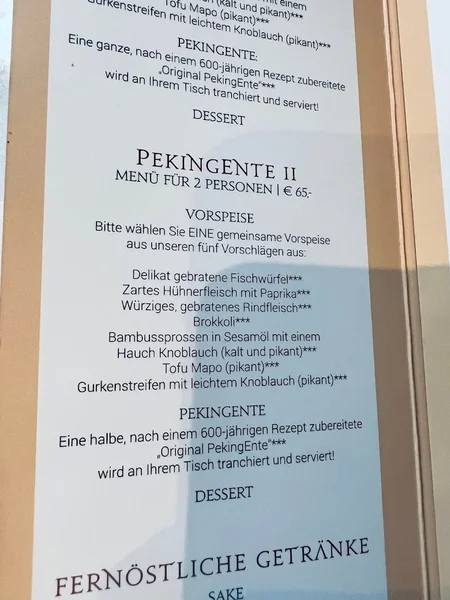 (kalt und pikant)***
Tofu Mapo (pikant)***
Gurkenstreifen mit leichtem Knoblauch (pikant)***
PEKINGENTE:
Eine ganze, nach einem 600-jährigen Rezept zubereitete
„Original PekingEnte“***
wird an Ihrem Tisch tranchiert und serviert!
DESSERT
PEKINGENTE II
MENÜ FÜR 2 PERSONEN | € 65,-
VORSPEISE
Bitte wählen Sie EINE gemeinsame Vorspeise
aus unseren fünf Vorschlägen aus:
Delikat gebratene Fischwürfel***
Zartes Hühnerfleisch mit Paprika***
Würziges, gebratenes Rindfleisch***
Brokkoli***
Bambussprossen in Sesamöl mit einem
Hauch Knoblauch (kalt und pikant)***
Tofu Mapo (pikant)***
Gurkenstreifen mit leichtem Knoblauch (pikant)***
PEKINGENTE
Eine halbe, nach einem 600-jährigen Rezept zubereitete
„Original PekingEnte“***
wird an Ihrem Tisch tranchiert und serviert!
DESSERT
FERNÖSTLICHE GETRÄNKE
SAKE